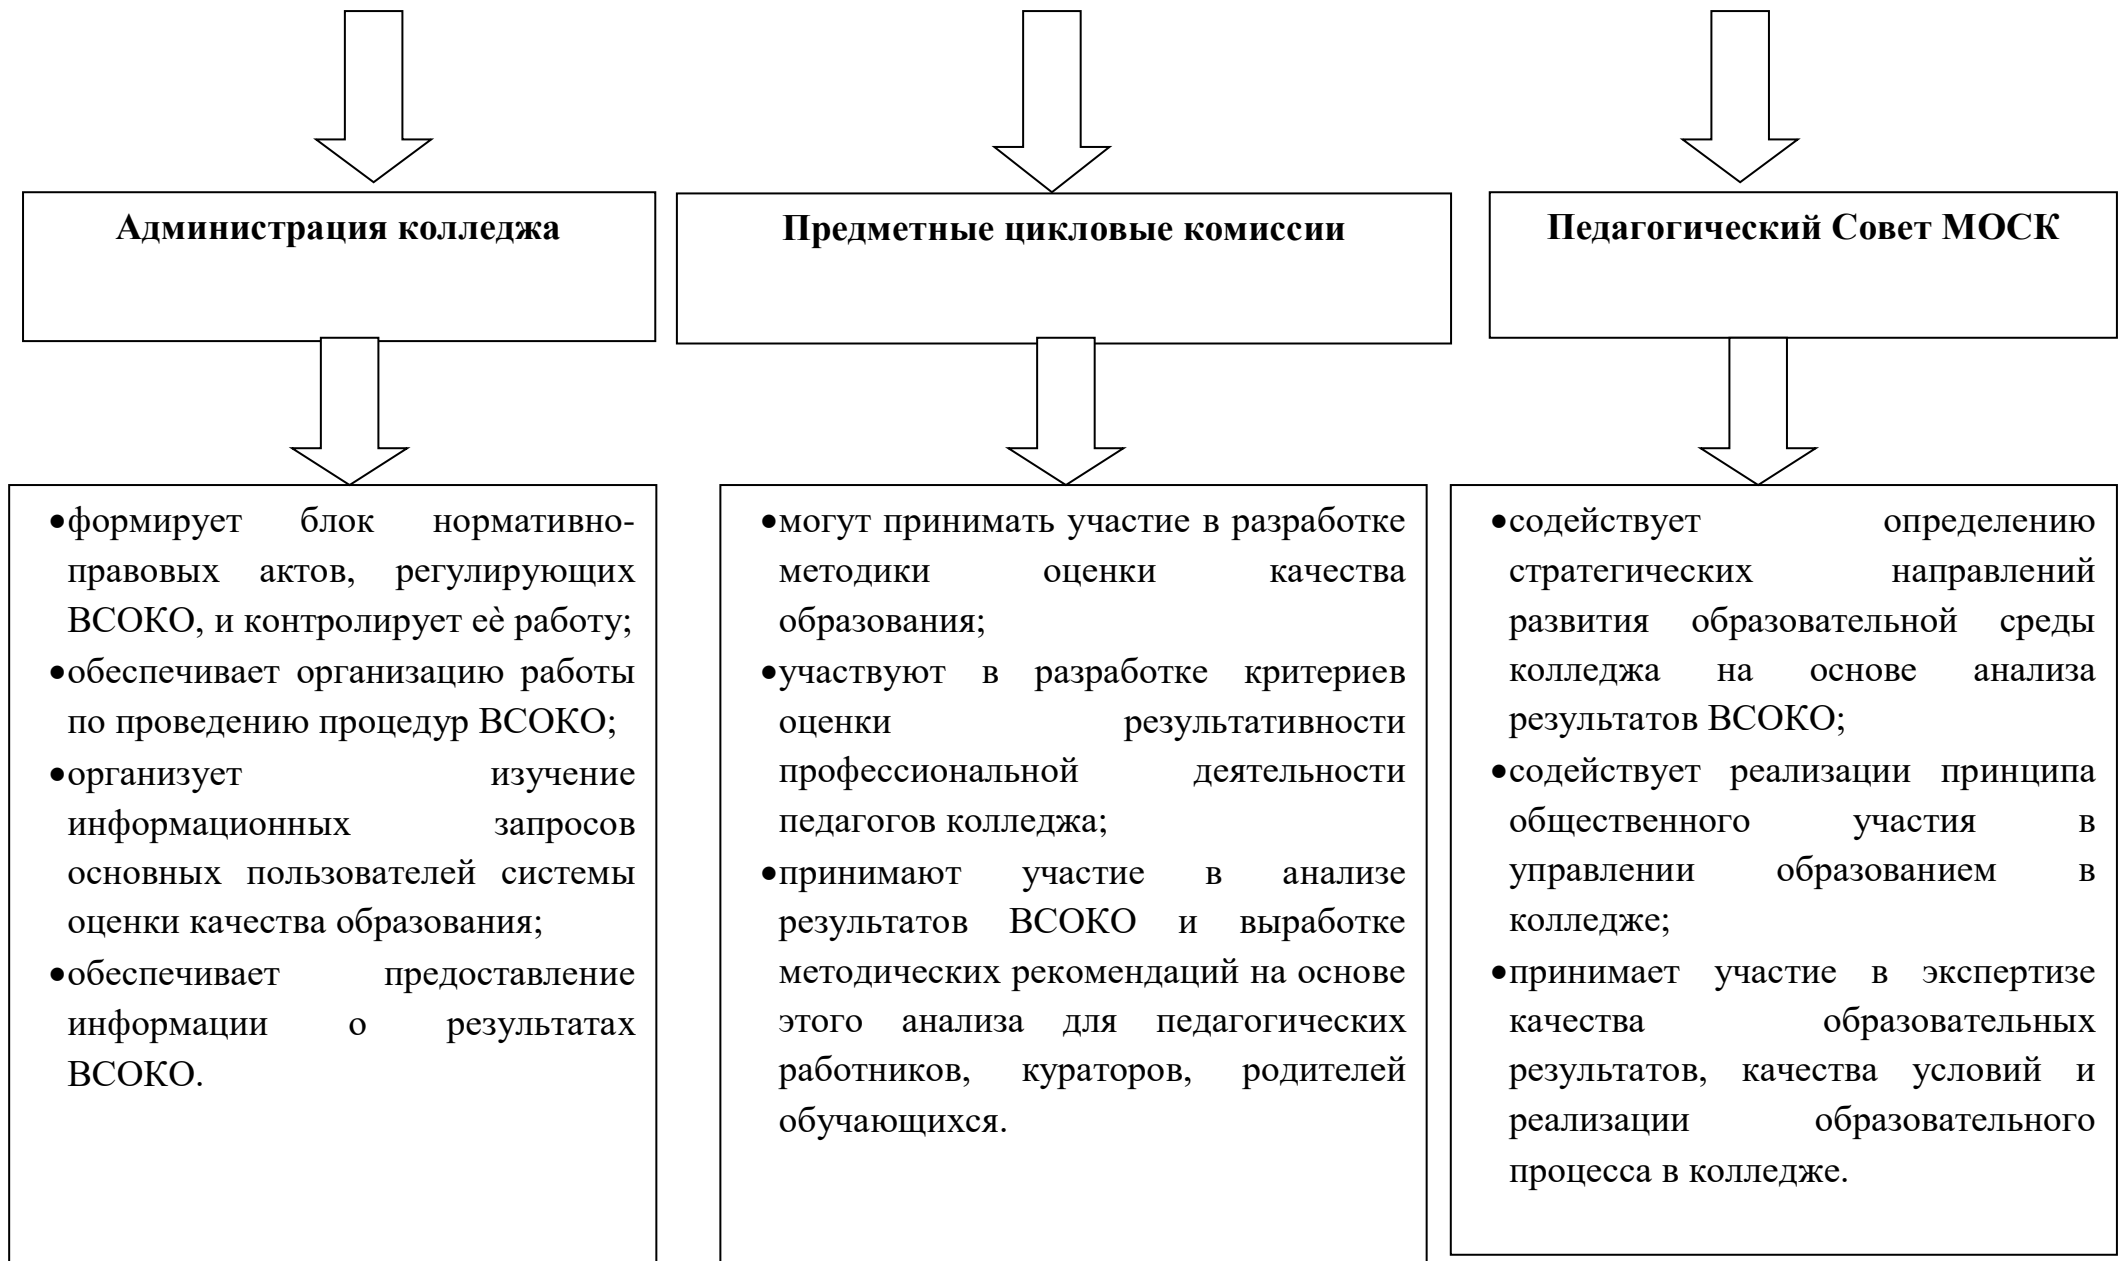 Администрация колледжа
Предметные цикловые комиссии
Педагогический Совет МОСК
•формирует блок нормативно-
правовых актов, регулирующих
ВСОКО, и контролирует еѐ работу;
•обеспечивает организацию работы
по проведению процедур ВСОКО;
•организует изучение
информационных запросов
основных пользователей системы
оценки качества образования;
•обеспечивает предоставление
информации о результатах
ВСОКО.
•могут принимать участие в разработке
методики оценки качества
образования;
•участвуют в разработке критериев
оценки результативности
профессиональной деятельности
педагогов колледжа;
•принимают участие в анализе
результатов ВСОКО и выработке
методических рекомендаций на основе
этого анализа для педагогических
работников, кураторов, родителей
обучающихся.
•содействует определению
стратегических направлений
развития образовательной среды
колледжа на основе анализа
результатов ВСОКО;
•содействует реализации принципа
общественного участия в
управлении образованием в
колледже;
•принимает участие в экспертизе
качества образовательных
результатов, качества условий и
реализации образовательного
процесса в колледже.